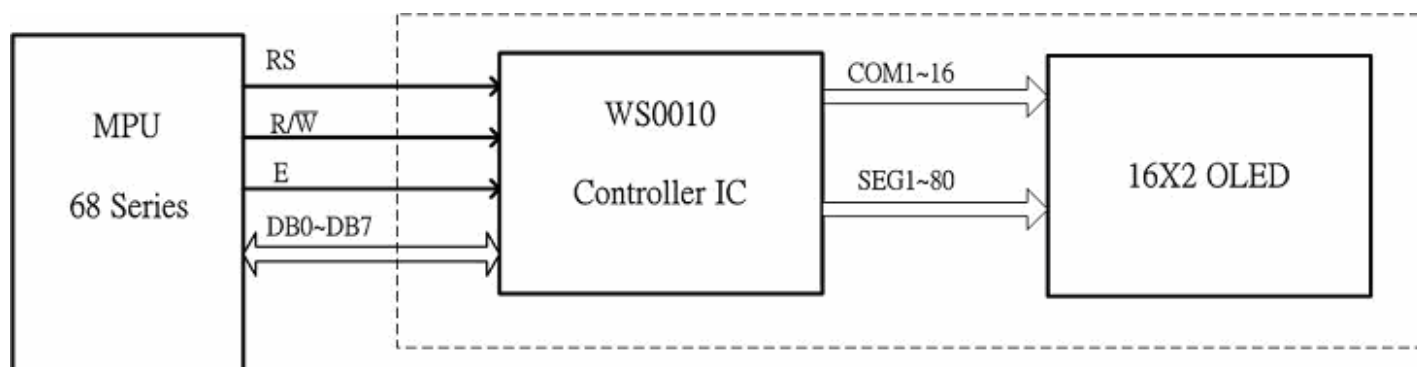 MPU
68 Series
RS
R/W̅
E
DB0~DB7
WS0010
Controller IC
COM1~16
SEG1~80
16X2 OLED